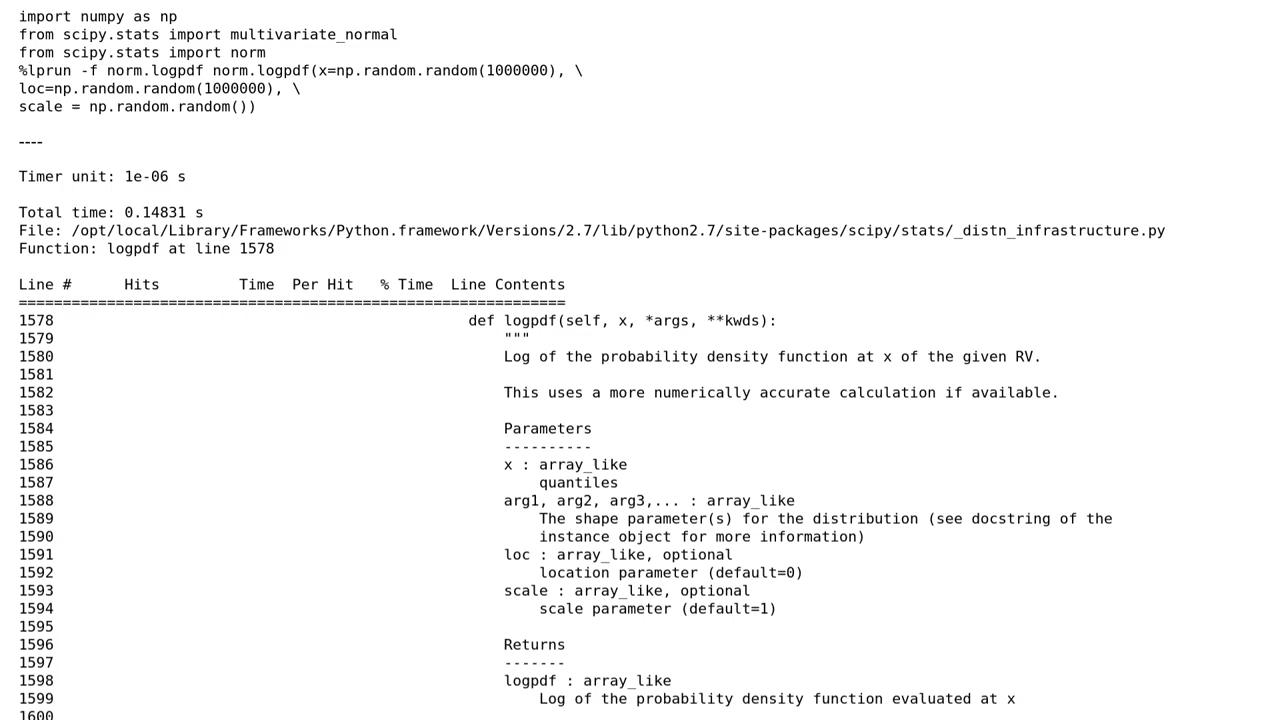 import numpy as np
from scipy.stats import multivariate_normal
from scipy.stats import norm
%lprun -f norm.logpdf norm.logpdf(x=np.random.random(1000000), \
loc=np.random.random(1000000), \
scale = np.random.random())
----
Timer unit: 1e-06 s
Total time: 0.14831 s
File: /opt/local/Library/Frameworks/Python.framework/Versions/2.7/lib/python2.7/site-packages/scipy/stats/_distn_infrastructure.py
Function: logpdf at line 1578
Line #      Hits         Time  Per Hit   % Time  Line Contents
==============================================================
1578                                               def logpdf(self, x, *args, **kwds):
1579                                                   """
1580                                                   Log of the probability density function at x of the given RV.
1581
1582                                                   This uses a more numerically accurate calculation if available.
1583
1584                                                   Parameters
1585                                                   ----------
1586                                                   x : array_like
1587                                                       quantiles
1588                                                   arg1, arg2, arg3,... : array_like
1589                                                       The shape parameter(s) for the distribution (see docstring of the
1590                                                       instance object for more information)
1591                                                   loc : array_like, optional
1592                                                       location parameter (default=0)
1593                                                   scale : array_like, optional
1594                                                       scale parameter (default=1)
1595
1596                                                   Returns
1597                                                   -------
1598                                                   logpdf : array_like
1599                                                       Log of the probability density function evaluated at x
1600